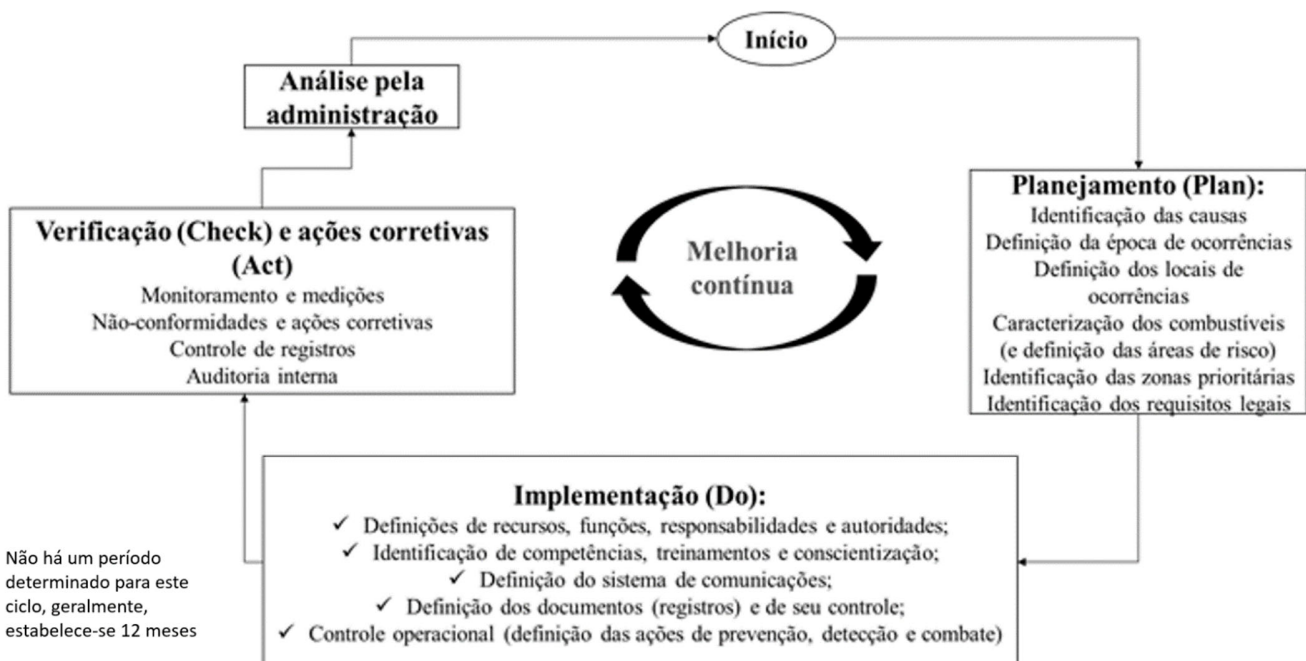 Início
Análise pela
administração
Planejamento (Plan):
Identificação das causas
Definição da época de ocorrências
Definição dos locais de
ocorrências
Caracterização dos combustíveis
(e definição das áreas de risco)
Identificação das zonas prioritárias
Identificação dos requisitos legais
Verificação (Check) e ações corretivas
(Act)
Monitoramento e medições
Não-conformidades e ações corretivas
Controle de registros
Auditoria interna
Melhoria
contínua
Implementação (Do):
✓ Definições de recursos, funções, responsabilidades e autoridades;
✓ Identificação de competências, treinamentos e conscientização;
✓ Definição do sistema de comunicações;
✓ Definição dos documentos (registros) e de seu controle;
✓ Controle operacional (definição das ações de prevenção, detecção e combate)
Não há um período
determinado para este
ciclo, geralmente,
estabelece-se 12 meses